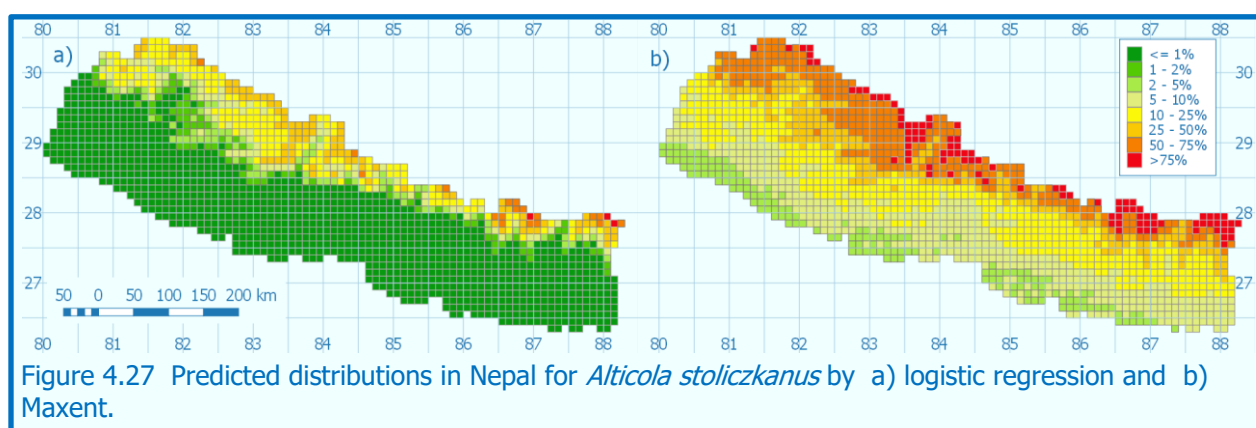 80 81 82 83 84 85 86 87 88 80 81 82 83 84 85 86 87 88
a)
b)
<= 1%
1 - 2%
2 - 5%
5 - 10%
10 - 25%
25 - 50%
50 - 75%
>75%
30 30
29 29
28 28
27 27
50 0 50 100 150 200 km
80 81 82 83 84 85 86 87 88 80 81 82 83 84 85 86 87 88
Figure 4.27 Predicted distributions in Nepal for Alticola stoliczkanus by a) logistic regression and b)
Maxent.